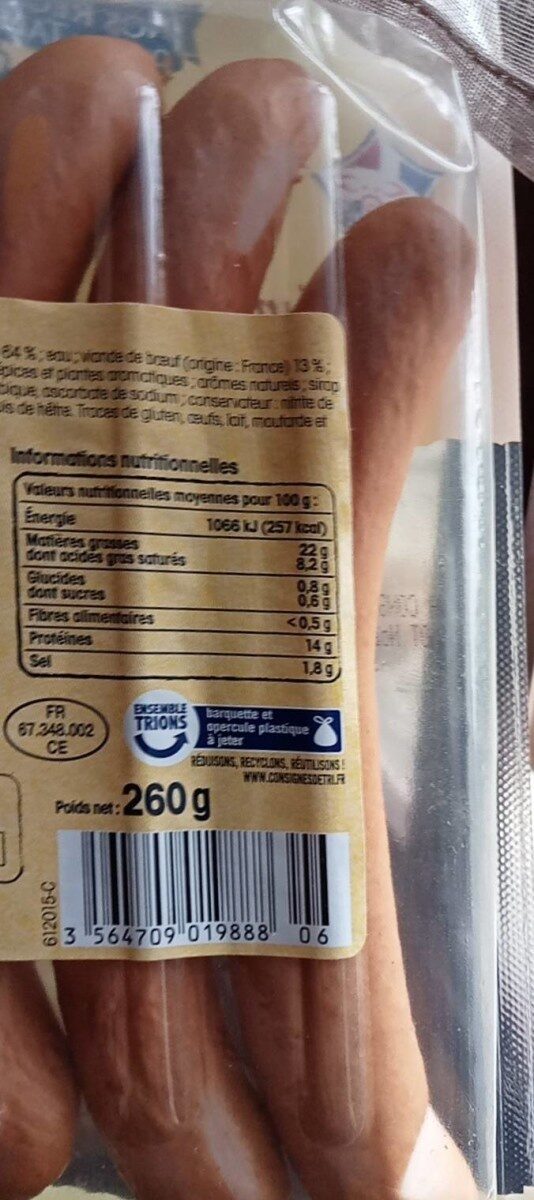 64 %; eau; viande de bœuf (origine : France) 13 %;
épices et plantes aromatiques; arômes naturels; sirop
ascorbate de sodium; conservateur: nitrite de
de hêtre. Traces de gluten, œufs, lait, moutarde et
Informations nutritionnelles
Valeurs nutritionnelles moyennes pour 100 g :
Énergie 1066 kJ (257 kcal)
Matières grasses 22 g
dont acides gras saturés 8,2 g
Glucides 0,8 g
dont sucres 0,6 g
Fibres alimentaires <0,5 g
Protéines 14 g
Sel 1,8 g
FR
67.348.002
CE
ENSEMBLE
TRIONS
barquette et
opercule plastique
à jeter
RÉDUISONS, RECYCLONS, RÉUTILISONS !
WWW.CONSIGNESDETRI.FR
Poids net : 260 g
612015-C
3 564709 019888 06